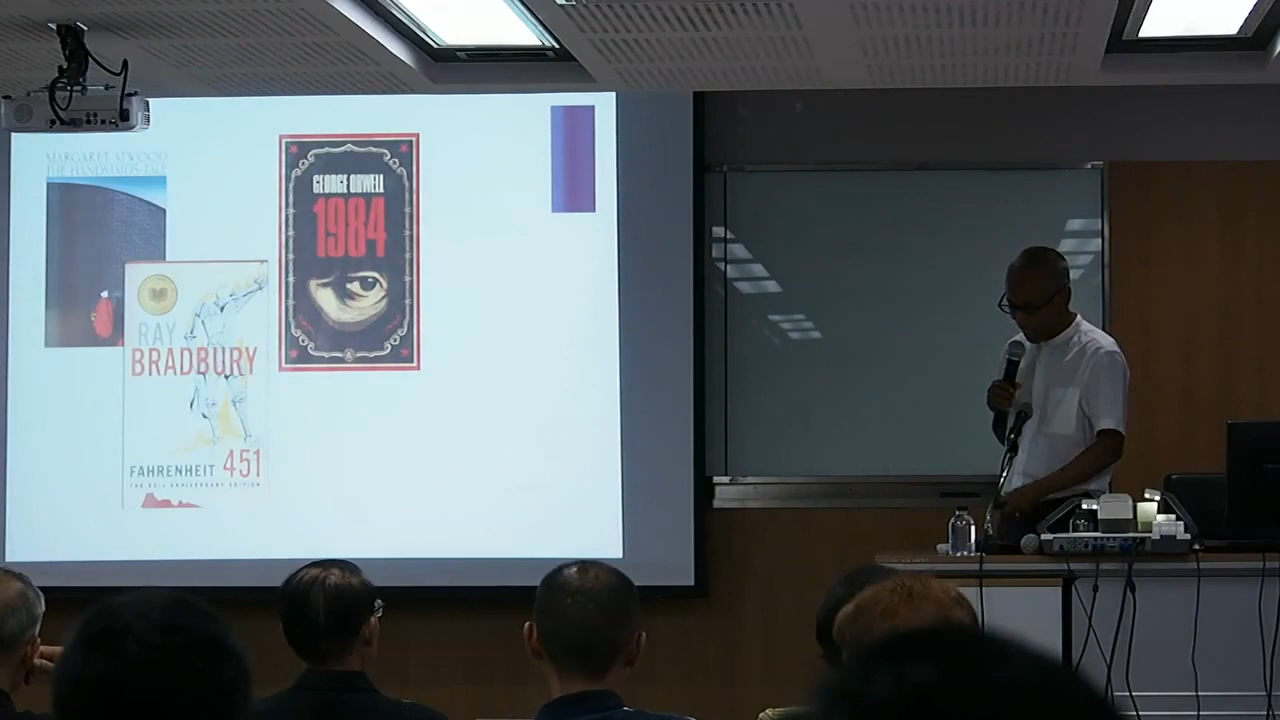 MARGARET ATWOOD
THE HANDMAID'S TALE
GEORGE ORWELL
1984
RAY
BRADBURY
FAHRENHEIT 451